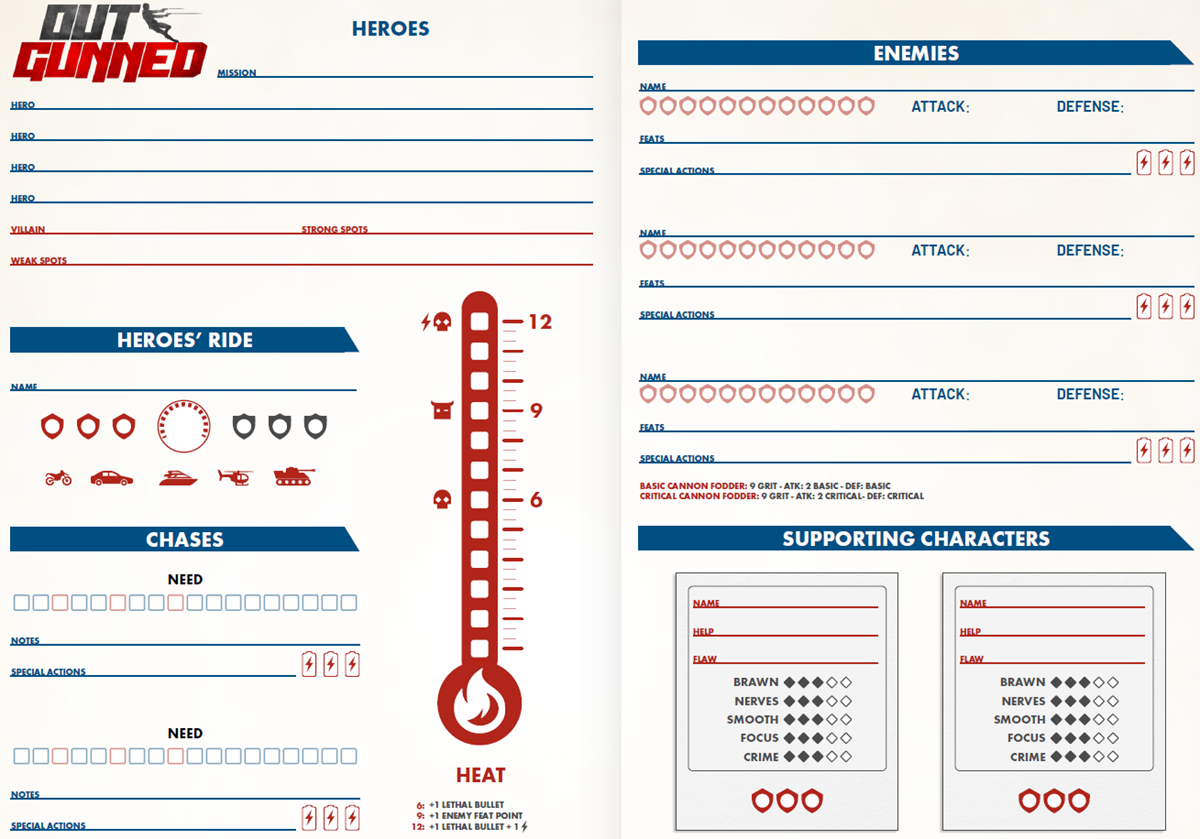 OUT
GUNNED
HEROES
MISSION
HERO
HERO
HERO
HERO
VILLAIN STRONG SPOTS
WEAK SPOTS
HEROES’ RIDE
NAME
CHASES
NEED
NOTES
SPECIAL ACTIONS
NEED
NOTES
SPECIAL ACTIONS
12
9
6
HEAT
6: +1 LETHAL BULLET
9: +1 ENEMY FEAT POINT
12: +1 LETHAL BULLET + 1
ENEMIES
NAME
ATTACK: DEFENSE:
FEATS
SPECIAL ACTIONS
NAME
ATTACK: DEFENSE:
FEATS
SPECIAL ACTIONS
NAME
ATTACK: DEFENSE:
FEATS
SPECIAL ACTIONS
BASIC CANNON FODDER: 9 GRIT - ATK: 2 BASIC - DEF: BASIC
CRITICAL CANNON FODDER: 9 GRIT - ATK: 2 CRITICAL- DEF: CRITICAL
SUPPORTING CHARACTERS
NAME
HELP
FLAW
BRAWN
NERVES
SMOOTH
FOCUS
CRIME
NAME
HELP
FLAW
BRAWN
NERVES
SMOOTH
FOCUS
CRIME